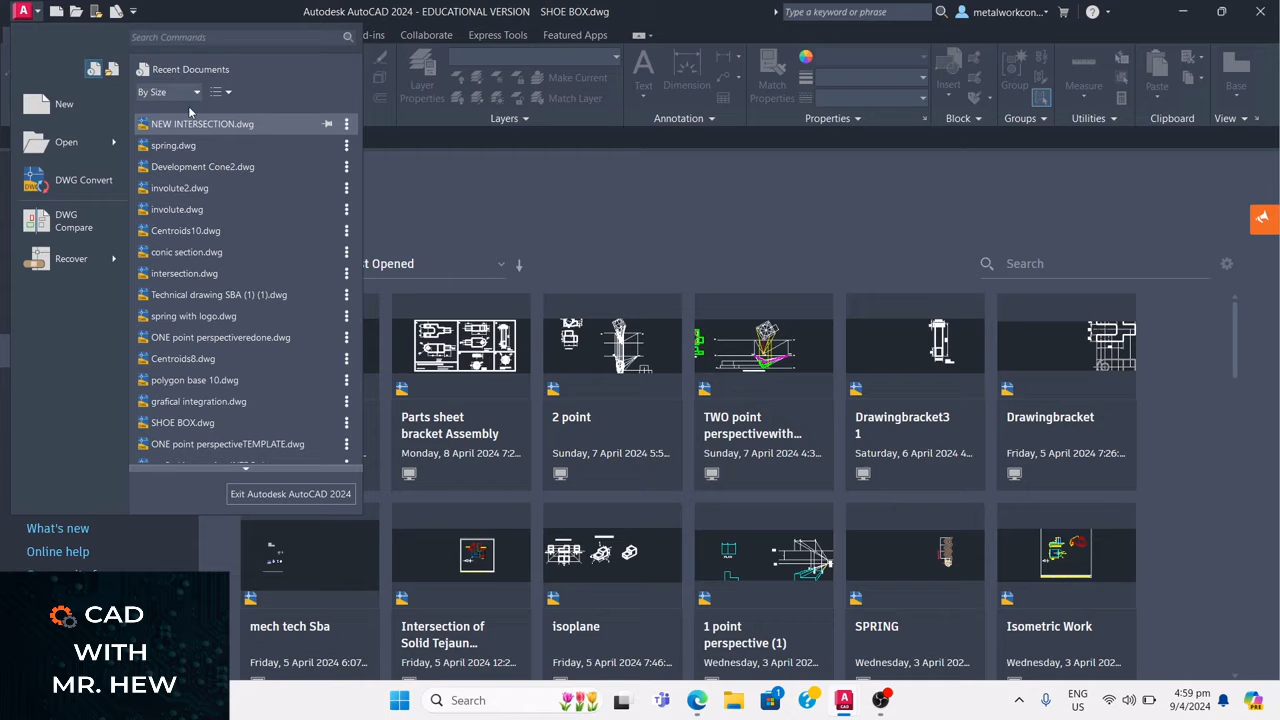 Autodesk AutoCAD 2024 - EDUCATIONAL VERSION SHOE BOX.dwg
Type a keyword or phrase
metalworkcon...
Search Commands
d-ins
Collaborate
Express Tools
Featured Apps
Recent Documents
By Size
New
Open
DWG Convert
DWG
Compare
Recover
NEW INTERSECTION.dwg
spring.dwg
Development Cone2.dwg
involute2.dwg
involute.dwg
Centroids10.dwg
conic section.dwg
intersection.dwg
Technical drawing SBA (1) (1).dwg
spring with logo.dwg
ONE point perspectiveredone.dwg
Centroids8.dwg
polygon base 10.dwg
grafical integration.dwg
SHOE BOX.dwg
ONE point perspectiveTEMPLATE.dwg
Exit Autodesk AutoCAD 2024
Layer
Properties
Make Current
Match Layer
Layers
Text
Dimension
Annotation
Match
Properties
Properties
Insert
Block
Group
Groups
Measure
Utilities
Paste
Clipboard
Base
View
st Opened
Search
Parts sheet
bracket Assembly
Monday, 8 April 2024 7:2...
2 point
Sunday, 7 April 2024 5:5...
TWO point
perspectivewith...
Sunday, 7 April 2024 4:3...
Drawingbracket3
1
Saturday, 6 April 2024 4...
Drawingbracket
Friday, 5 April 2024 7:26:...
mech tech Sba
Friday, 5 April 2024 6:07...
Intersection of
Solid Tejaun...
Friday, 5 April 2024 12:2...
isoplane
Friday, 5 April 2024 7:46:...
1 point
perspective (1)
Wednesday, 3 April 202...
SPRING
Wednesday, 3 April 202...
Isometric Work
Wednesday, 3 April 202...
What's new
Online help
CAD
WITH
MR. HEW
Search
1
ENG
US
4:59 pm
9/4/2024